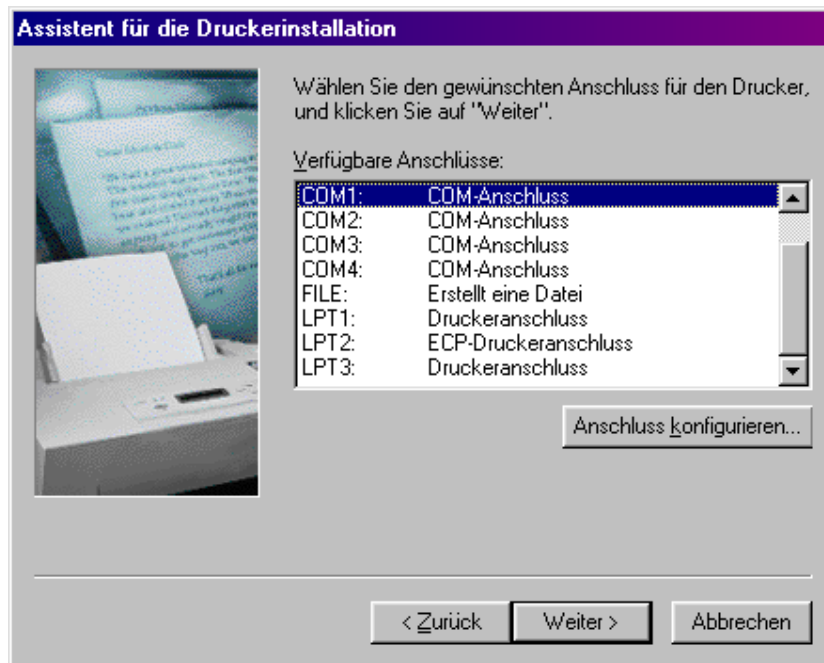 Assistent für die Druckerinstallation
Wählen Sie den gewünschten Anschluss für den Drucker,
und klicken Sie auf "Weiter".
Verfügbare Anschlüsse:
COM1: COM-Anschluss
COM2: COM-Anschluss
COM3: COM-Anschluss
COM4: COM-Anschluss
FILE: Erstellt eine Datei
LPT1: Druckeranschluss
LPT2: ECP-Druckeranschluss
LPT3: Druckeranschluss
Anschluss konfigurieren...
< Zurück
Weiter >
Abbrechen